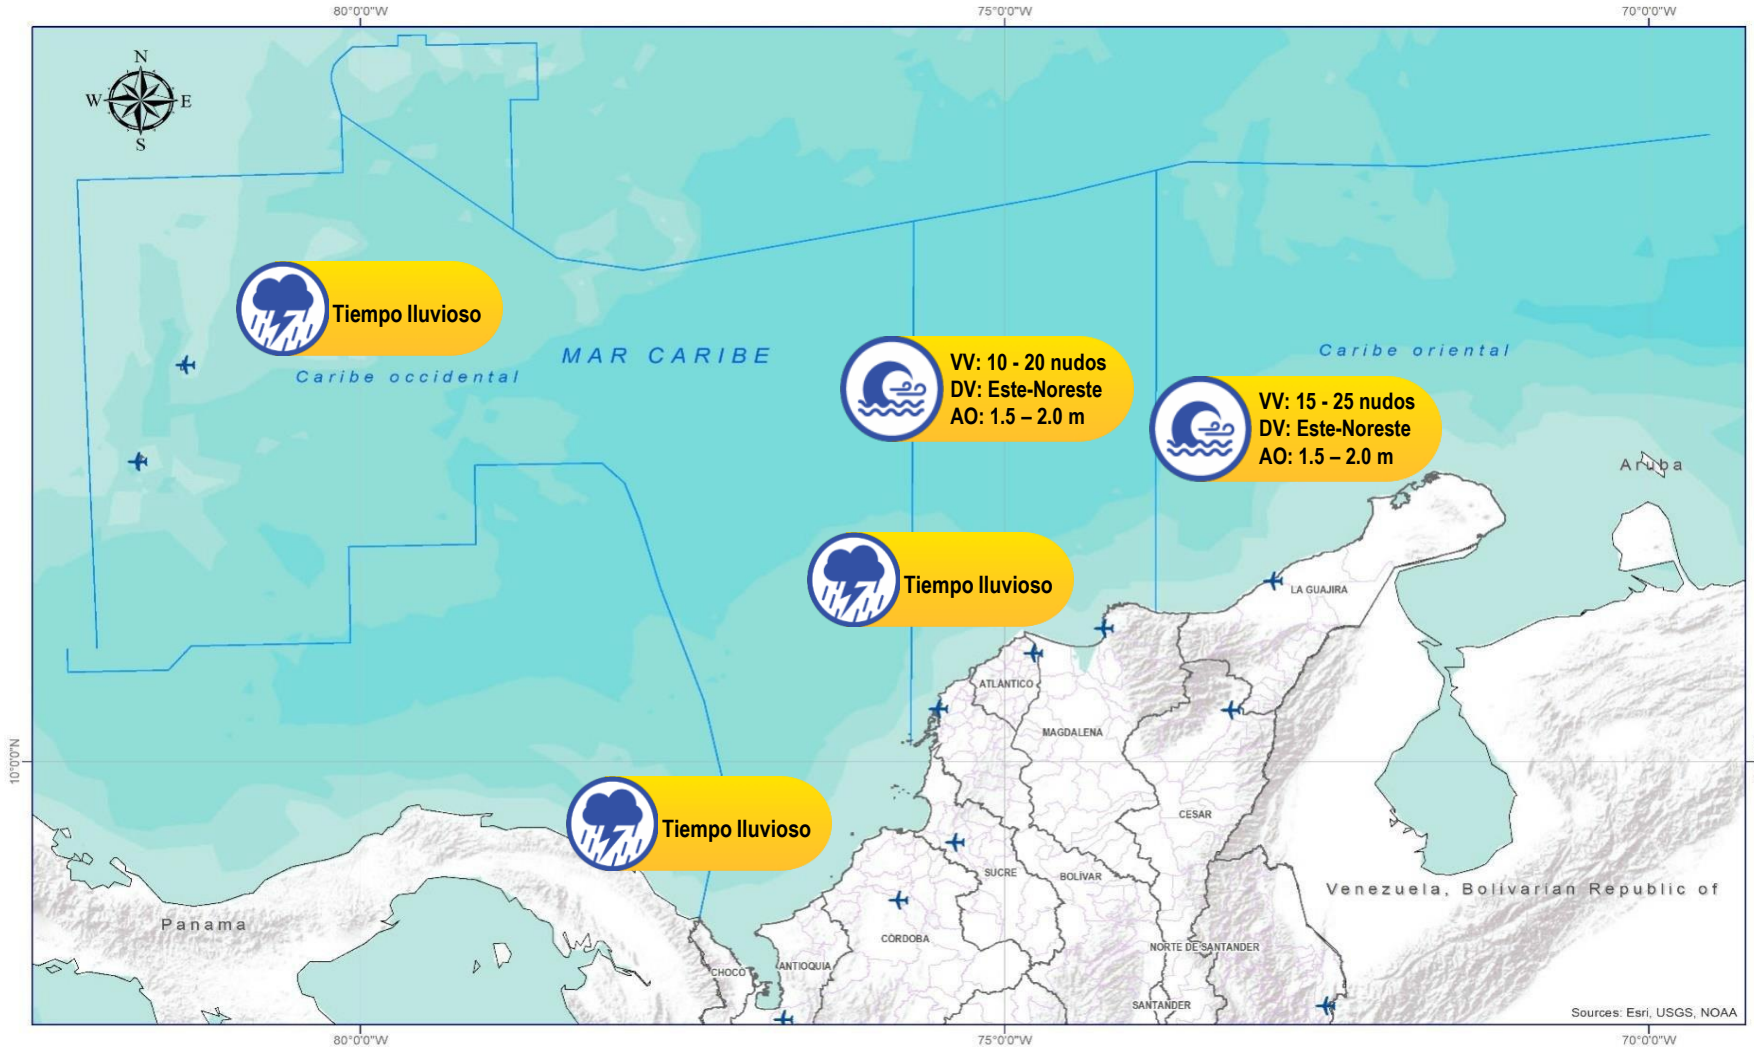 80°0'0"W
75°0'0"W
70°0'0"W
N
W
E
S
Tiempo lluvioso
MAR CARIBE
Caribe occidental
VV: 10 - 20 nudos
DV: Este-Noreste
AO: 1.5 – 2.0 m
Caribe oriental
VV: 15 - 25 nudos
DV: Este-Noreste
AO: 1.5 – 2.0 m
Aruba
Tiempo lluvioso
LA GUAJIRA
ATLÁNTICO
MAGDALENA
10°0'0"N
CESAR
Tiempo lluvioso
SUCRE
BOLÍVAR
Venezuela, Bolivarian Republic of
Panama
CÓRDOBA
NORTE DE SANTANDER
CHOCÓ
ANTIOQUIA
SANTANDER
Sources: Esri, USGS, NOAA
80°0'0"W
75°0'0"W
70°0'0"W